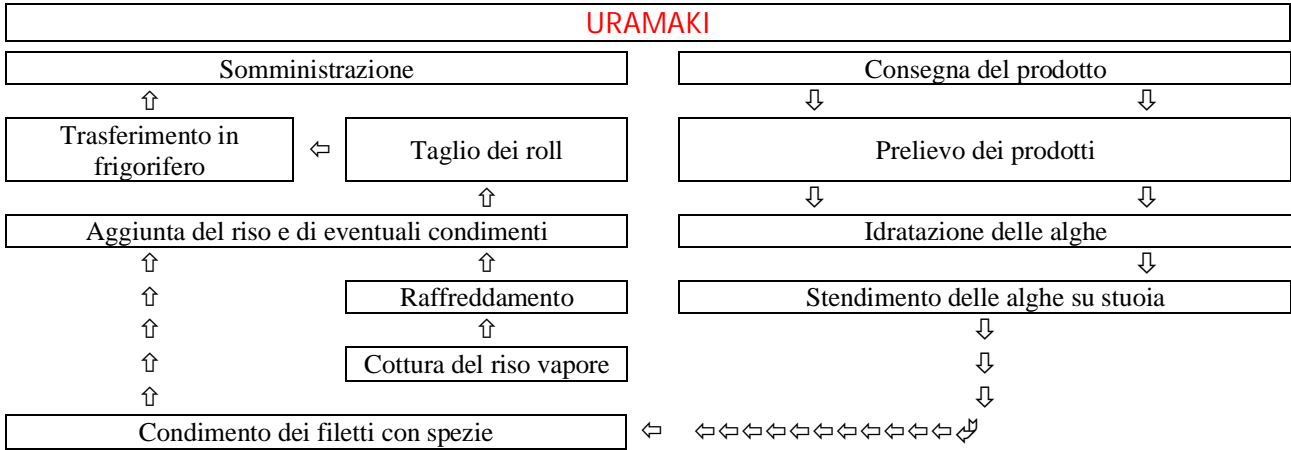 URAMAKI
Somministrazione
Consegna del prodotto
Trasferimento in
frigorifero
Taglio dei roll
Prelievo dei prodotti
Aggiunta del riso e di eventuali condimenti
Idratazione delle alghe
Raffreddamento
Stendimento delle alghe su stuoia
Cottura del riso vapore
Condimento dei filetti con spezie